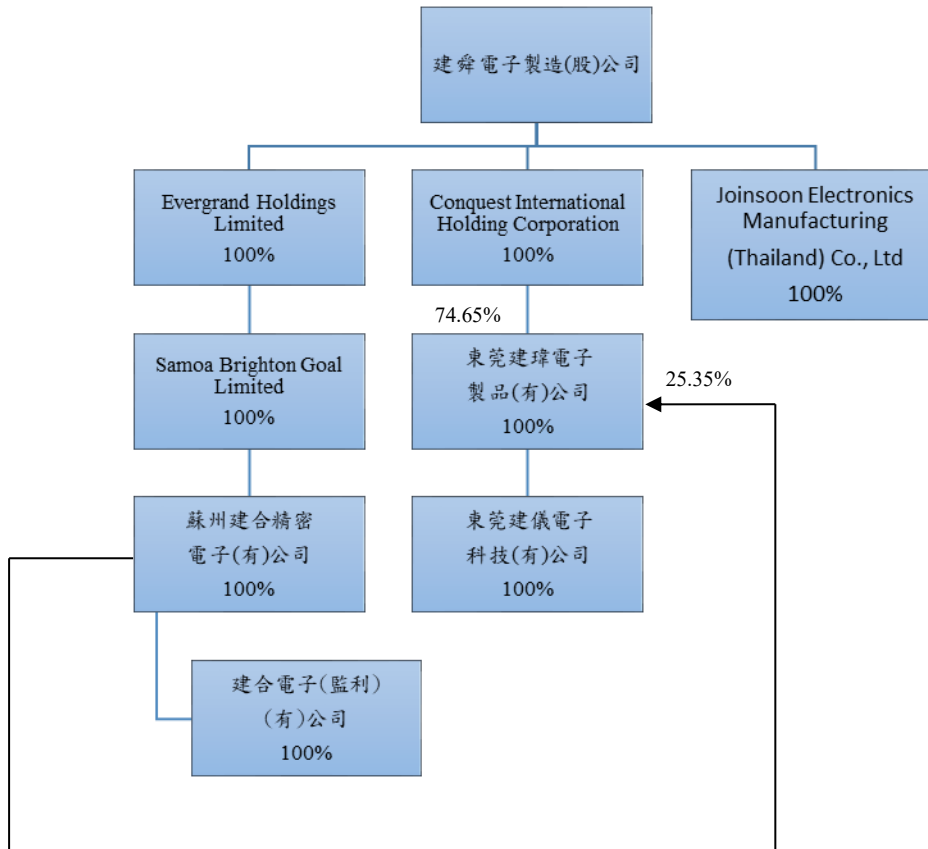 建舜電子製造(股)公司
Evergrand Holdings
Limited
100%
Conquest International
Holding Corporation
100%
Joinsoon Electronics
Manufacturing
(Thailand) Co., Ltd
100%
74.65%
Samoa Brighton Goal
Limited
100%
東莞建瑋電子
製品(有)公司
100%
25.35%
蘇州建合精密
電子(有)公司
100%
東莞建儀電子
科技(有)公司
100%
建合電子(監利)
(有)公司
100%